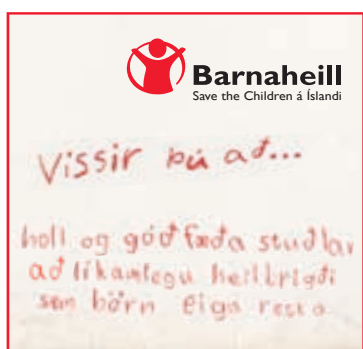 Barnaheill
Save the Children á Íslandi
Vissir þú að...
holl og góð fæða stuðlar
að líkamlegu heilbrigði
sem börn eiga rest á